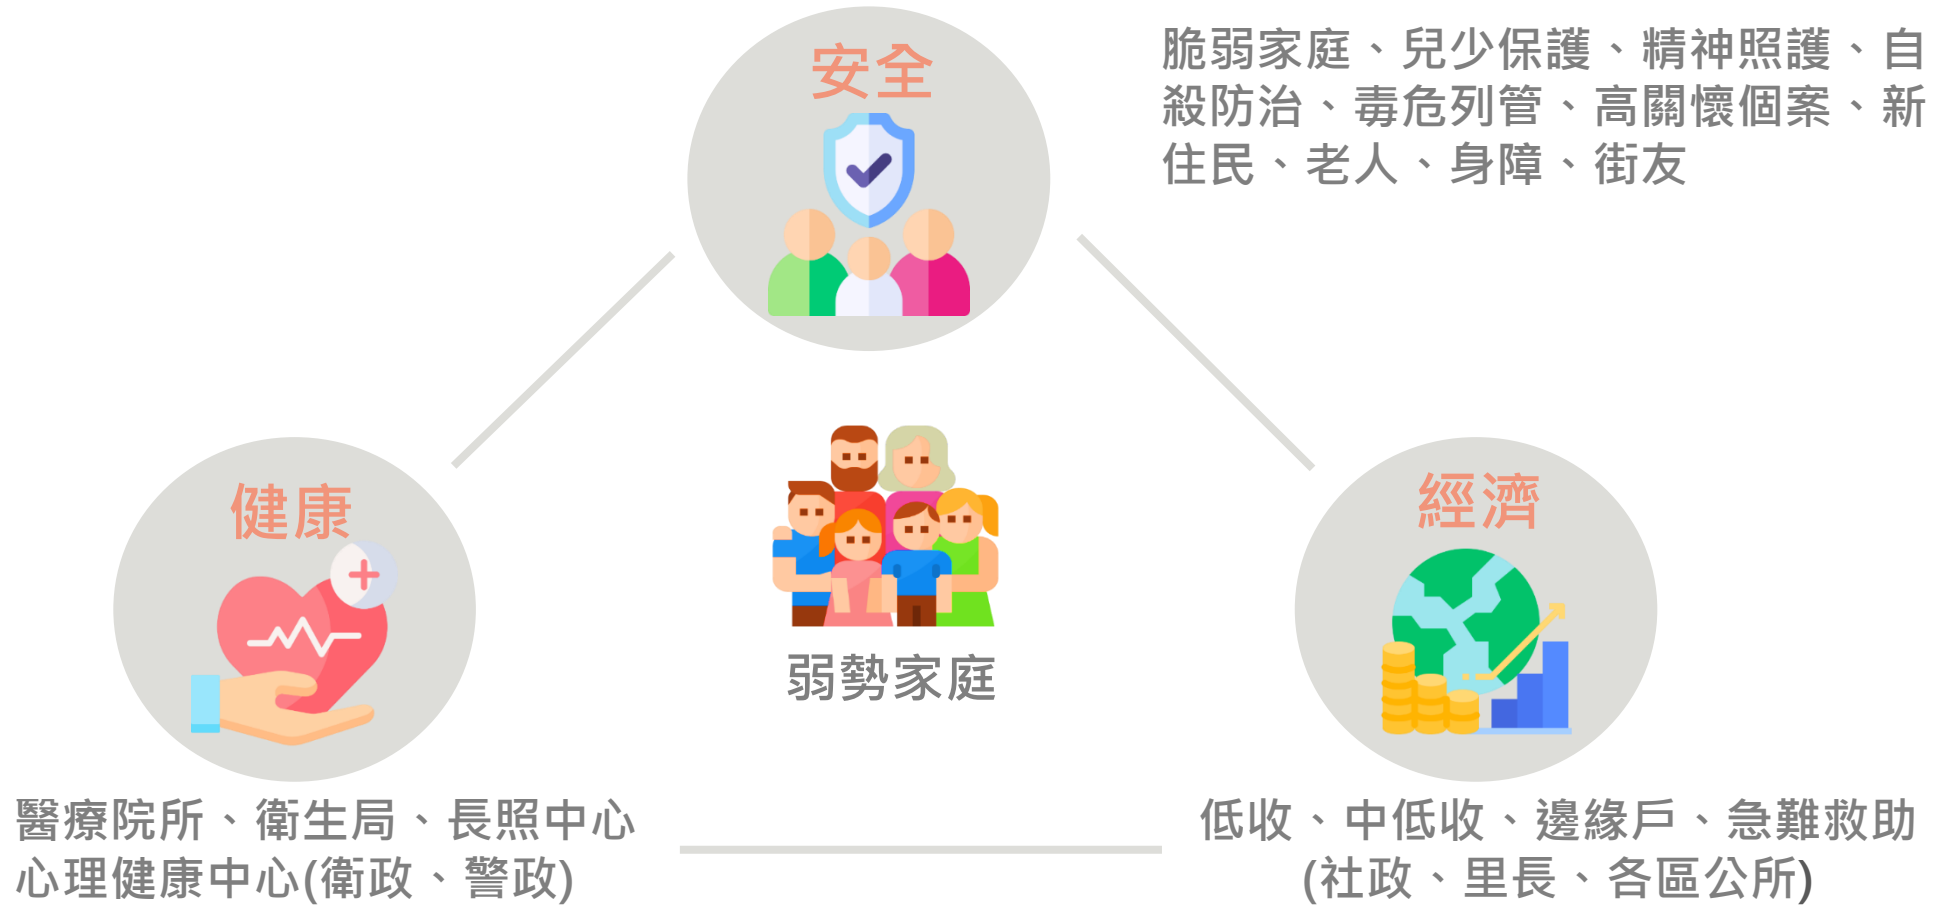 安全
脆弱家庭、兒少保護、精神照護、自
殺防治、毒危列管、高關懷個案、新
住民、老人、身障、街友
健康
經濟
弱勢家庭
醫療院所、衛生局、長照中心
心理健康中心(衛政、警政)
低收、中低收、邊緣戶、急難救助
(社政、里長、各區公所)